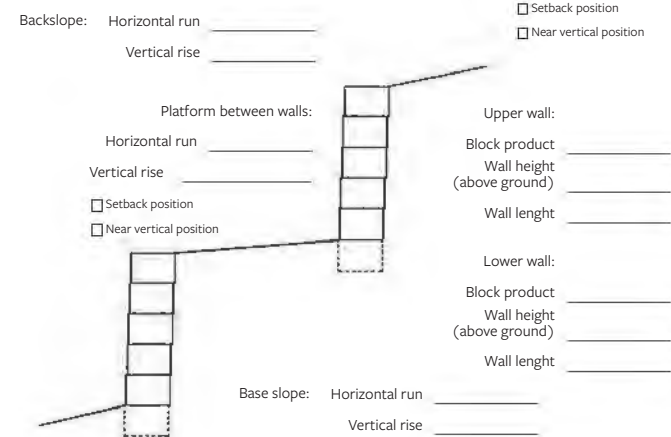 Setback position
Backslope: Horizontal run
Near vertical position
Vertical rise
Platform between walls:
Horizontal run
Vertical rise
Setback position
Near vertical position
Upper wall:
Block product
Wall height
(above ground)
Wall lenght
Lower wall:
Block product
Wall height
(above ground)
Wall lenght
Base slope: Horizontal run
Vertical rise